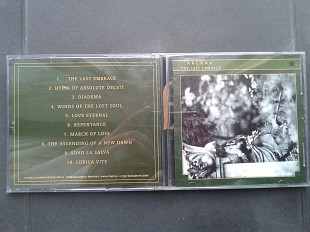 1. ...THE LAST EMBRACE
2. HYMN OF ABSOLUTE DECEIT
3. DIADEMA
4. WINDS OF THE LOST SOUL
5. LOVE ETERNAL
6. REPENTANCE
7. MARCH OF LOSS
8. THE ASCENDING OF A NEW DAWN
9. SONO LA SALVA
10. LORICA VITE
ARCANA
...THE LAST EMBRACE